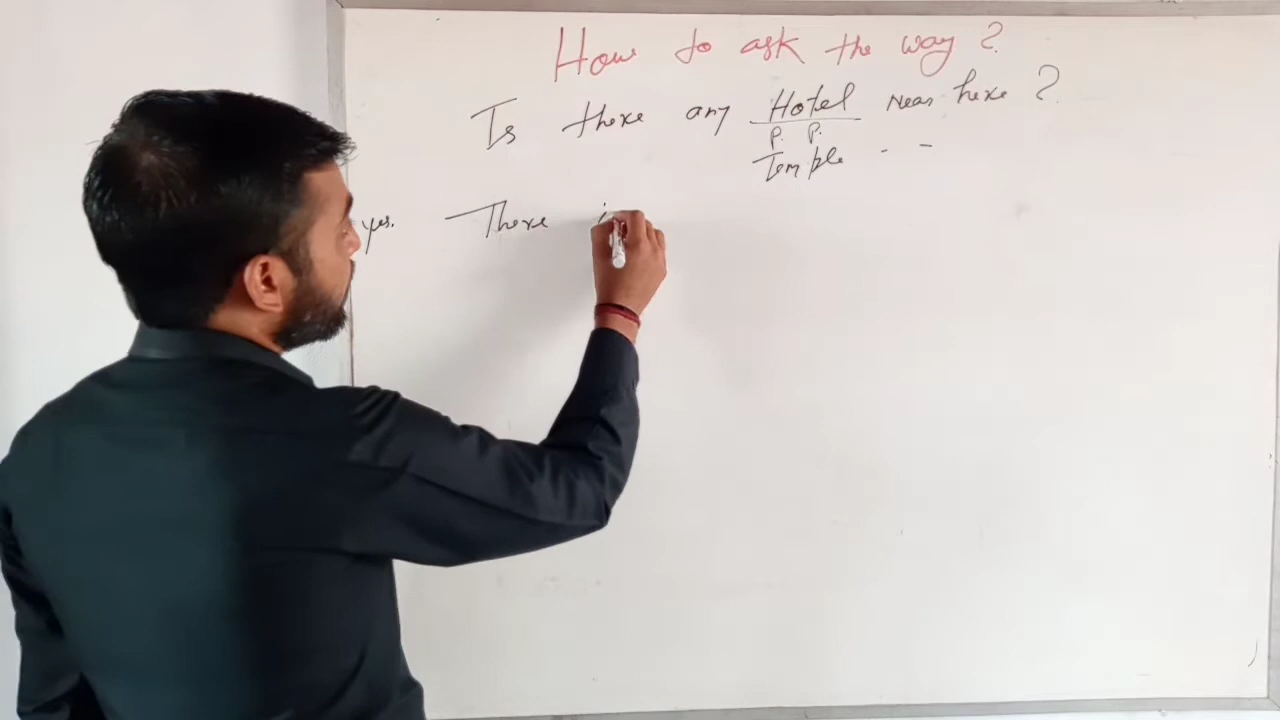 How to ask the way ?
Is there any Hotel near here ?
P. P.
Temple - -
yes. There i